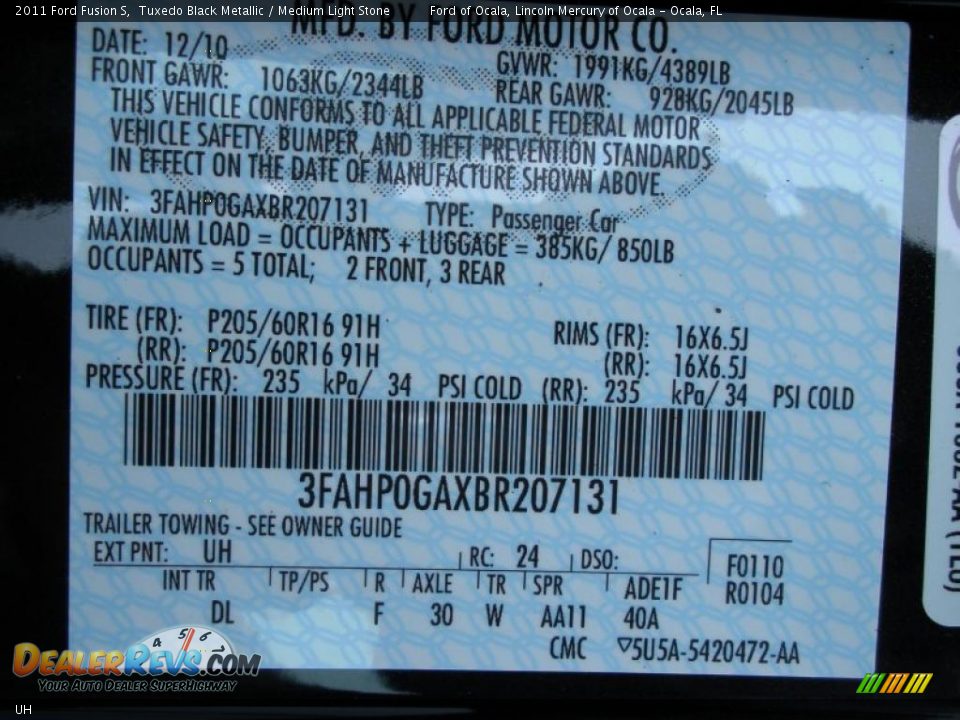 2011 Ford Fusion S, Tuxedo Black Metallic / Medium Light Stone Ford of Ocala, Lincoln Mercury of Ocala - Ocala, FL
MFD. BY FORD MOTOR CO.
DATE: 12/10 GVWR: 1991KG/4389LB
FRONT GAWR: 1063KG/2344LB REAR GAWR: 928KG/2045LB
THIS VEHICLE CONFORMS TO ALL APPLICABLE FEDERAL MOTOR
VEHICLE SAFETY, BUMPER, AND THEFT PREVENTION STANDARDS
IN EFFECT ON THE DATE OF MANUFACTURE SHOWN ABOVE.
VIN: 3FAHP0GAXBR207131 TYPE: Passenger Car
MAXIMUM LOAD = OCCUPANTS + LUGGAGE = 385KG/ 850LB
OCCUPANTS = 5 TOTAL; 2 FRONT, 3 REAR
TIRE (FR): P205/60R16 91H RIMS (FR): 16X6.5J
(RR): P205/60R16 91H (RR): 16X6.5J
PRESSURE (FR): 235 kPa/ 34 PSI COLD (RR): 235 kPa/ 34 PSI COLD
3FAHP0GAXBR207131
TRAILER TOWING - SEE OWNER GUIDE
EXT PNT: UH RC: 24 DSO: F0110
INT TR TP/PS R AXLE TR SPR ADE1F R0104
DL F 30 W AA11 40A
CMC ▽5U5A-5420472-AA
4 5 6
DEALERREVS.COM
YOUR AUTO DEALER SUPERHIGHWAY
UH